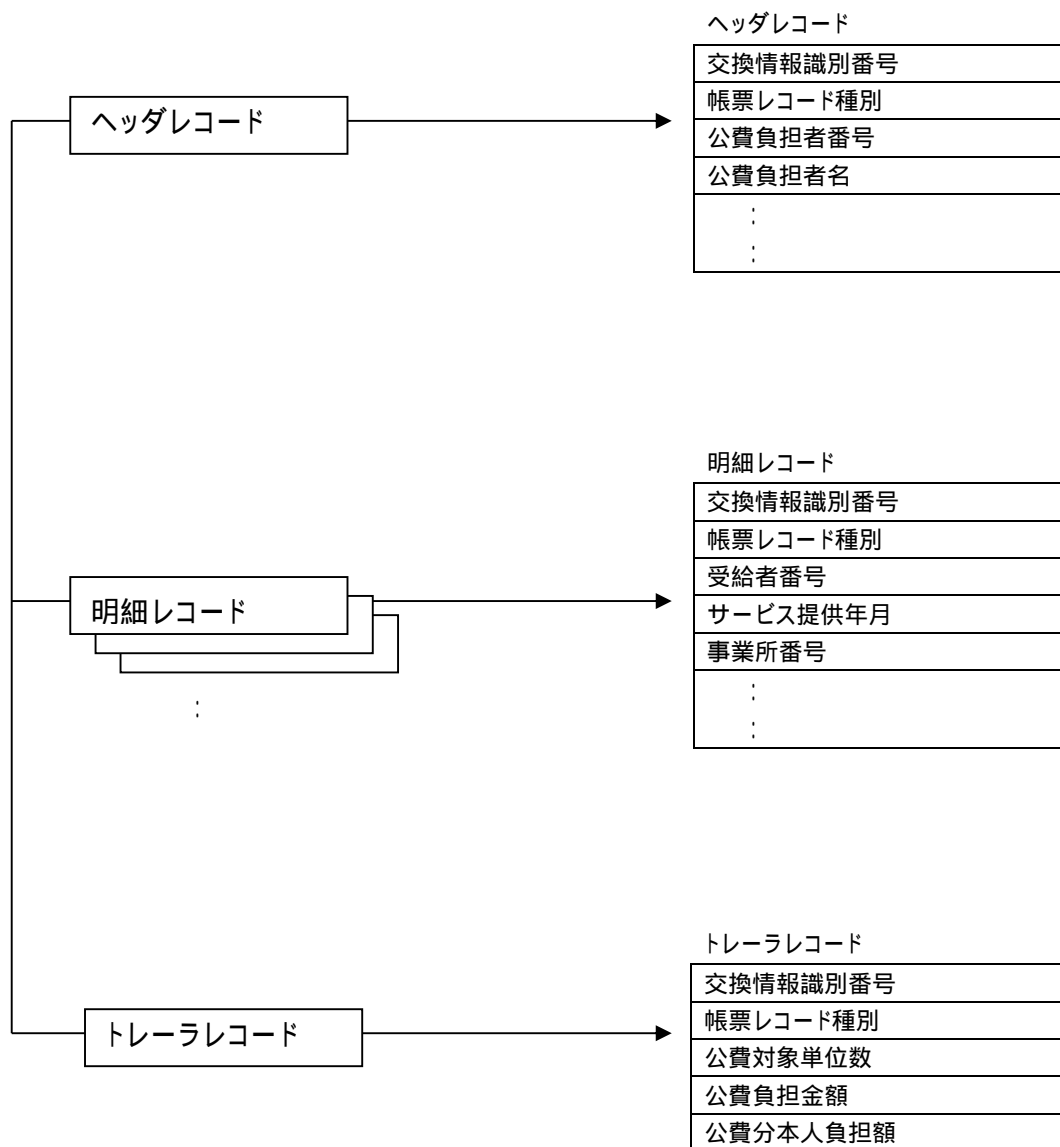 ヘッダレコード
交換情報識別番号
帳票レコード種別
公費負担者番号
公費負担者名
:
:
ヘッダレコード
明細レコード
交換情報識別番号
帳票レコード種別
受給者番号
サービス提供年月
事業所番号
:
:
明細レコード
:
トレーラレコード
交換情報識別番号
帳票レコード種別
公費対象単位数
公費負担金額
公費分本人負担額
トレーラレコード